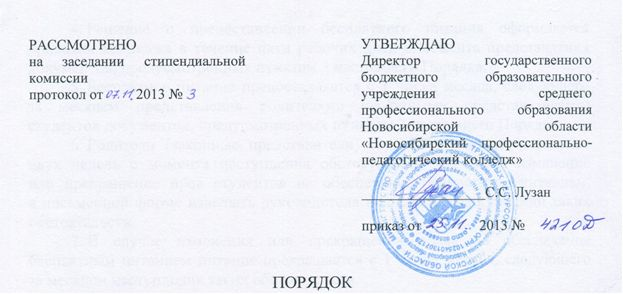 РАССМОТРЕНО
на заседании стипендиальной
комиссии
протокол от 07.11.2013 № 3
УТВЕРЖДАЮ
Директор государственного
бюджетного образовательного
учреждения среднего
профессионального образования
Новосибирской области
«Новосибирский профессионально-
педагогический колледж»
С.С. Лузан
приказ от 25.11. 2013 № 4210Д
ПОРЯДОК